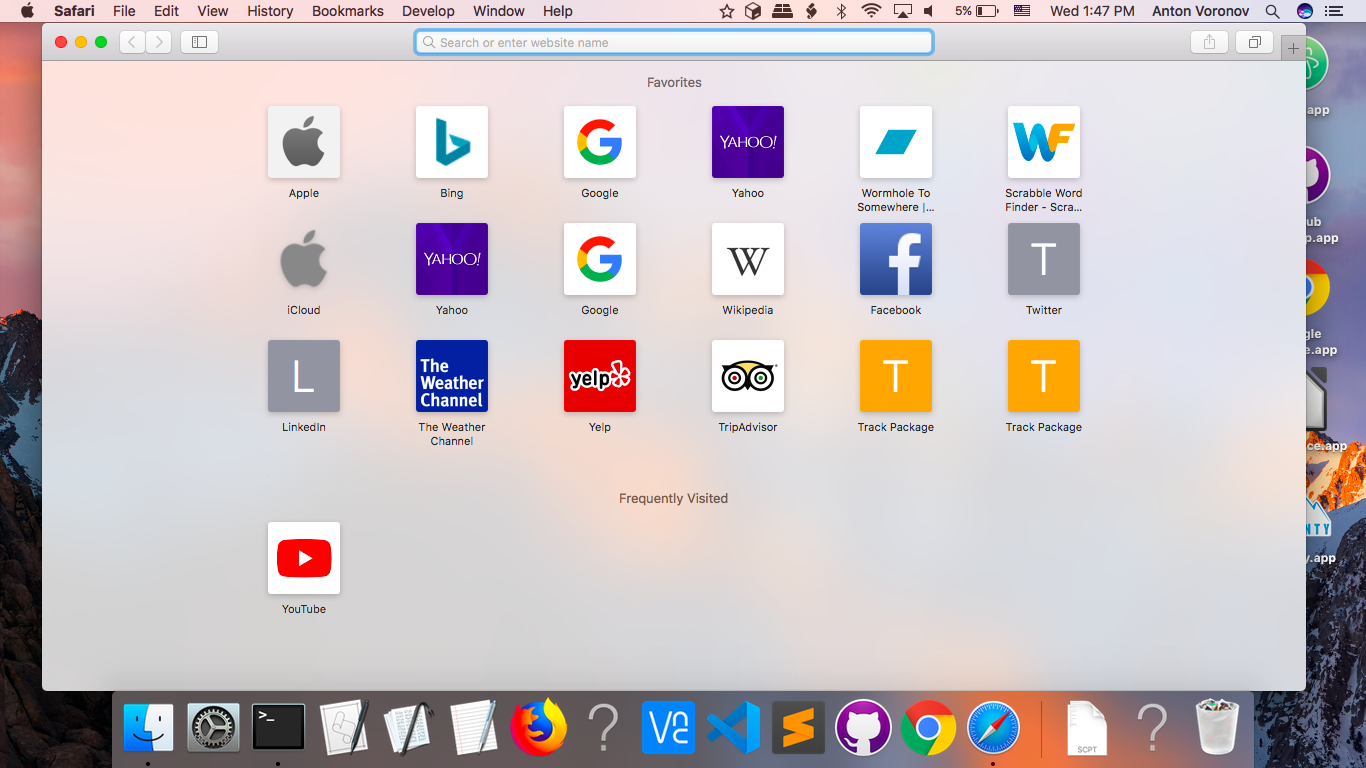 Safari File Edit View History Bookmarks Develop Window Help 5% Wed 1:47 PM Anton Voronov
Search or enter website name
Favorites
YAHOO!
WF
Apple Bing Google Yahoo Wormhole To Somewhere |... Scrabble Word Finder - Scra...
YAHOO! W f T
iCloud Yahoo Google Wikipedia Facebook Twitter
L The Weather Channel yelp T T
LinkedIn The Weather Channel Yelp TripAdvisor Track Package Track Package
Frequently Visited
YouTube
app
ub
p.app
gle
e.app
ce.app
NTY
y.app
>_ ? V2 SCPT ?